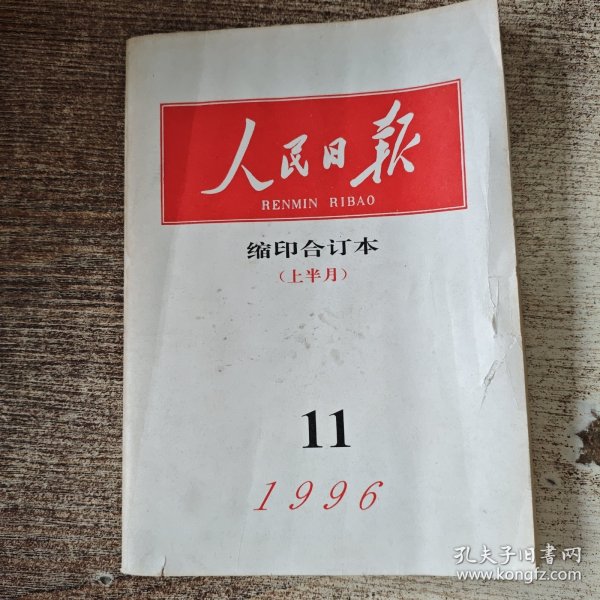 人民日报
RENMIN RIBAO
缩印合订本
(上半月)
11
1996
孔夫子旧书网
www.kongfz.com